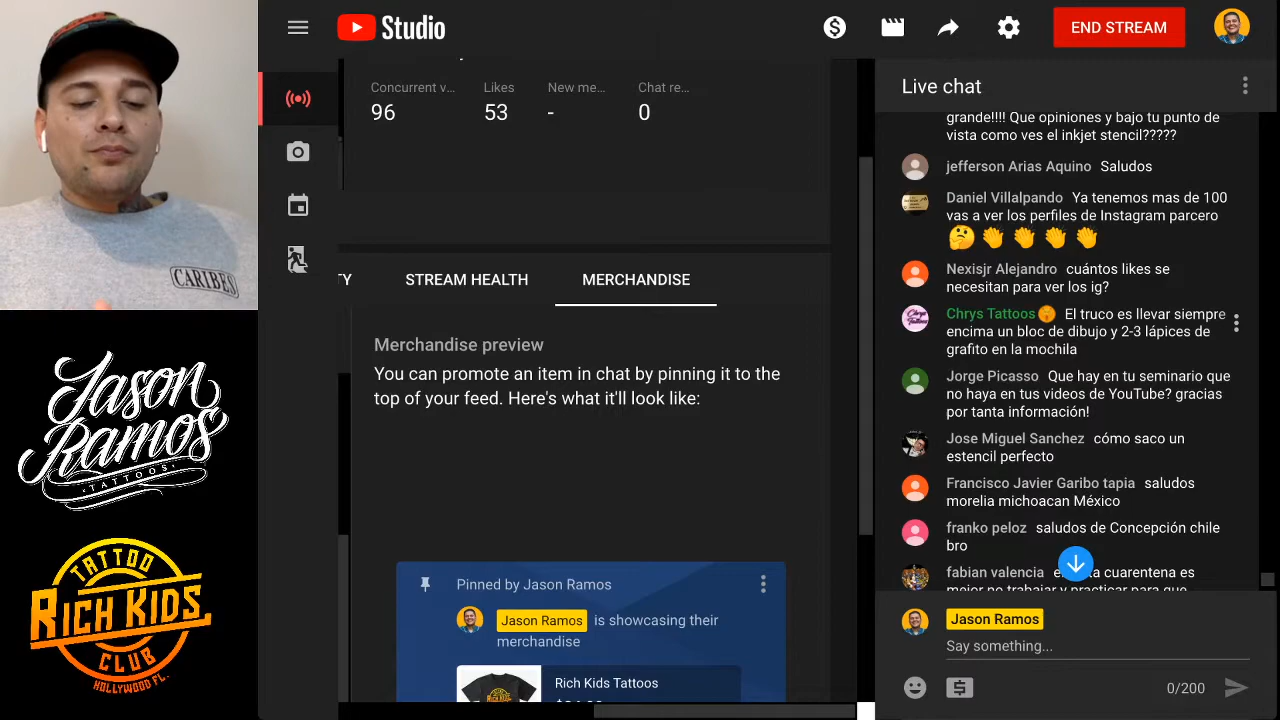 Studio
END STREAM
Concurrent v...
Likes
New me...
Chat re...
96
53
-
0
STREAM HEALTH
MERCHANDISE
Merchandise preview
You can promote an item in chat by pinning it to the
top of your feed. Here's what it'll look like:
Pinned by Jason Ramos
Jason Ramos is showcasing their
merchandise
Rich Kids Tattoos
Live chat
grande!!!! Que opiniones y bajo tu punto de
vista como ves el inkjet stencil?????
jefferson Arias Aquino Saludos
Daniel Villalpando Ya tenemos mas de 100
vas a ver los perfiles de Instagram parcero
🤔👏👏👏👏
Nexisjr Alejandro cuántos likes se
necesitan para ver los ig?
Chrys Tattoos El truco es llevar siempre
encima un bloc de dibujo y 2-3 lápices de
grafito en la mochila
Jorge Picasso Que hay en tu seminario que
no haya en tus videos de YouTube? gracias
por tanta información!
Jose Miguel Sanchez cómo saco un
estencil perfecto
Francisco Javier Garibo tapia saludos
morelia michoacan México
franko peloz saludos de Concepción chile
bro
fabian valencia cuarentena es
mejor no trabajar y practicar para que
Jason Ramos
Say something...
0/200
CARIBES
Jason
Ramos
TATTOOS
TATTOO
RICH KIDS
CLUB
HOLLYWOOD FL.